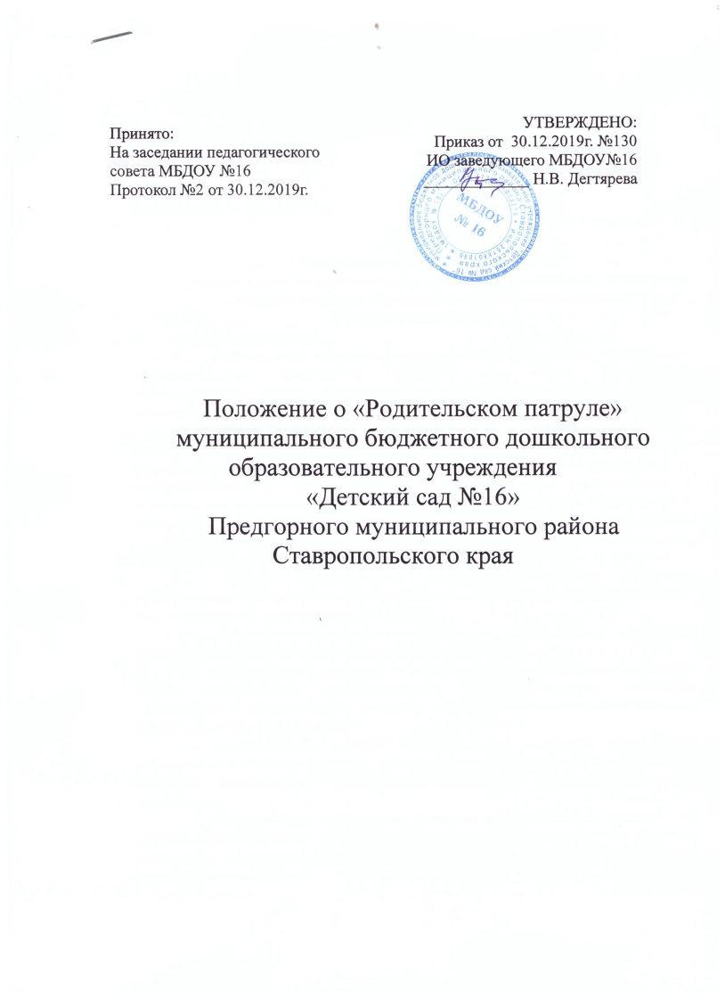 Принято:
На заседании педагогического
совета МБДОУ №16
Протокол №2 от 30.12.2019г.
УТВЕРЖДЕНО:
Приказ от 30.12.2019г. №130
ИО заведующего МБДОУ№16
Н.В. Дегтярева
МБДОУ
№ 16
Положение о «Родительском патруле»
муниципального бюджетного дошкольного
образовательного учреждения
«Детский сад №16»
Предгорного муниципального района
Ставропольского края